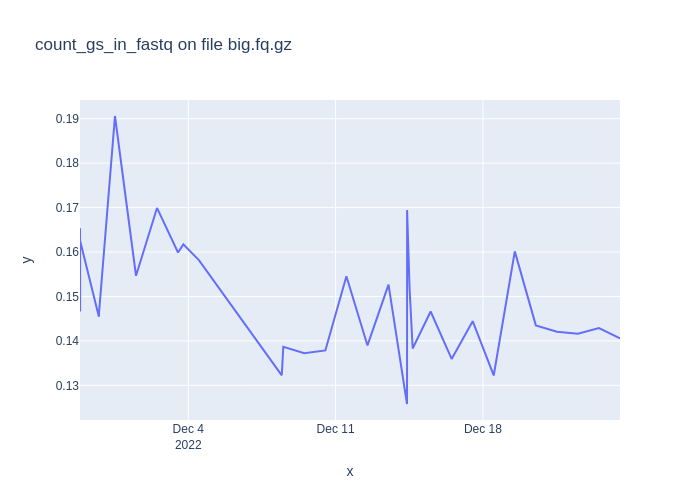 count_gs_in_fastq on file big.fq.gz
0.19
0.18
0.17
0.16
0.15
0.14
0.13
y
Dec 4
2022
Dec 11
Dec 18
x